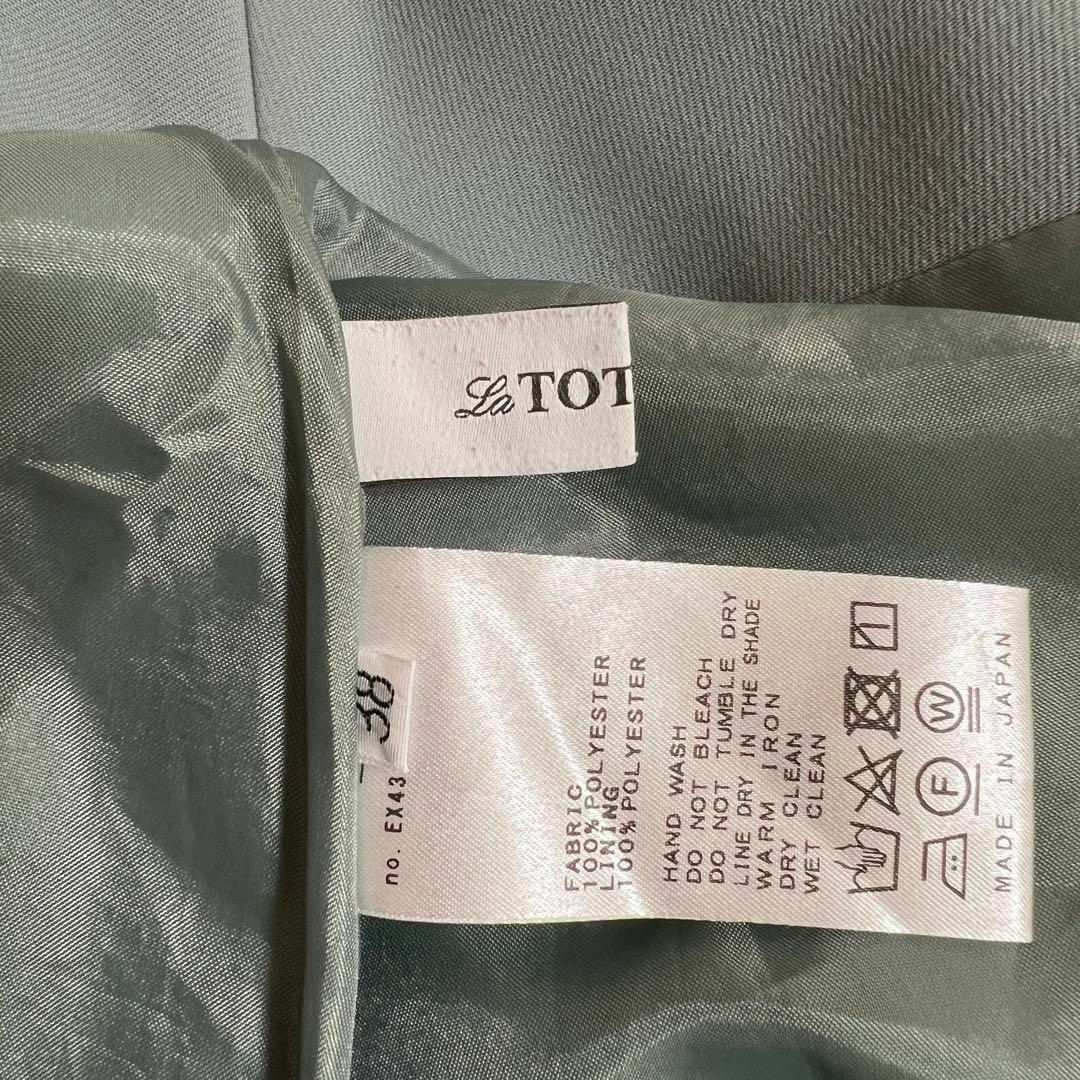 La TOT
38
no. EX43
FABRIC
100% POLYESTER
LINING
100% POLYESTER
HAND WASH
DO NOT BLEACH
DO NOT TUMBLE DRY
LINE DRY IN THE SHADE
WARM IRON
DRY CLEAN
WET CLEAN
F W
MADE IN JAPAN